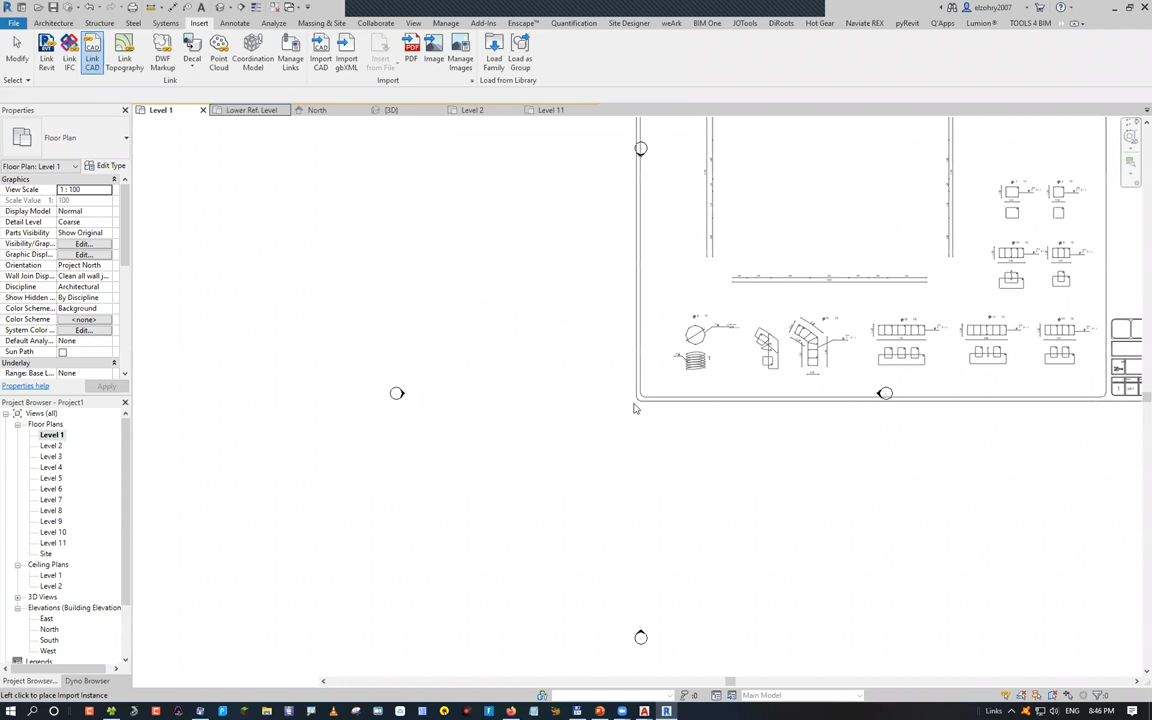 elzohry2007
File Architecture Structure Steel Systems Insert Annotate Analyze Massing & Site Collaborate View Manage Add-Ins Enscape™ Quantification Site Designer weArk BIM One JOTools DiRoots Hot Gear Naviate REX pyRevit Q'Apps Lumion® TOOLS 4 BIM
Modify
Link Revit
Link IFC
Link CAD
Link Topography
DWF Markup
Decal
Point Cloud
Coordination Model
Manage Links
Import CAD
Import gbXML
Insert from File
PDF
Image
Manage Images
Load Family
Load as Group
Select
Link
Import
Load from Library
Properties
Level 1
Lower Ref. Level
North
{3D}
Level 2
Level 11
Floor Plan
Floor Plan: Level 1
Edit Type
Graphics
View Scale 1 : 100
Scale Value 1: 100
Display Model Normal
Detail Level Coarse
Parts Visibility Show Original
Visibility/Grap... Edit...
Graphic Displ... Edit...
Orientation Project North
Wall Join Disp... Clean all wall j...
Discipline Architectural
Show Hidden ... By Discipline
Color Scheme... Background
Color Scheme <none>
System Color ... Edit...
Default Analy... None
Sun Path
Underlay
Range: Base L... None
Properties help
Apply
Project Browser - Project1
Views (all)
Floor Plans
Level 1
Level 2
Level 3
Level 4
Level 5
Level 6
Level 7
Level 8
Level 9
Level 10
Level 11
Site
Ceiling Plans
Level 1
Level 2
3D Views
Elevations (Building Elevation
East
North
South
West
Legends
Project Browser...
Dyno Browser
Left click to place Import Instance
:0
Main Model
:0
Links
ENG
8:46 PM